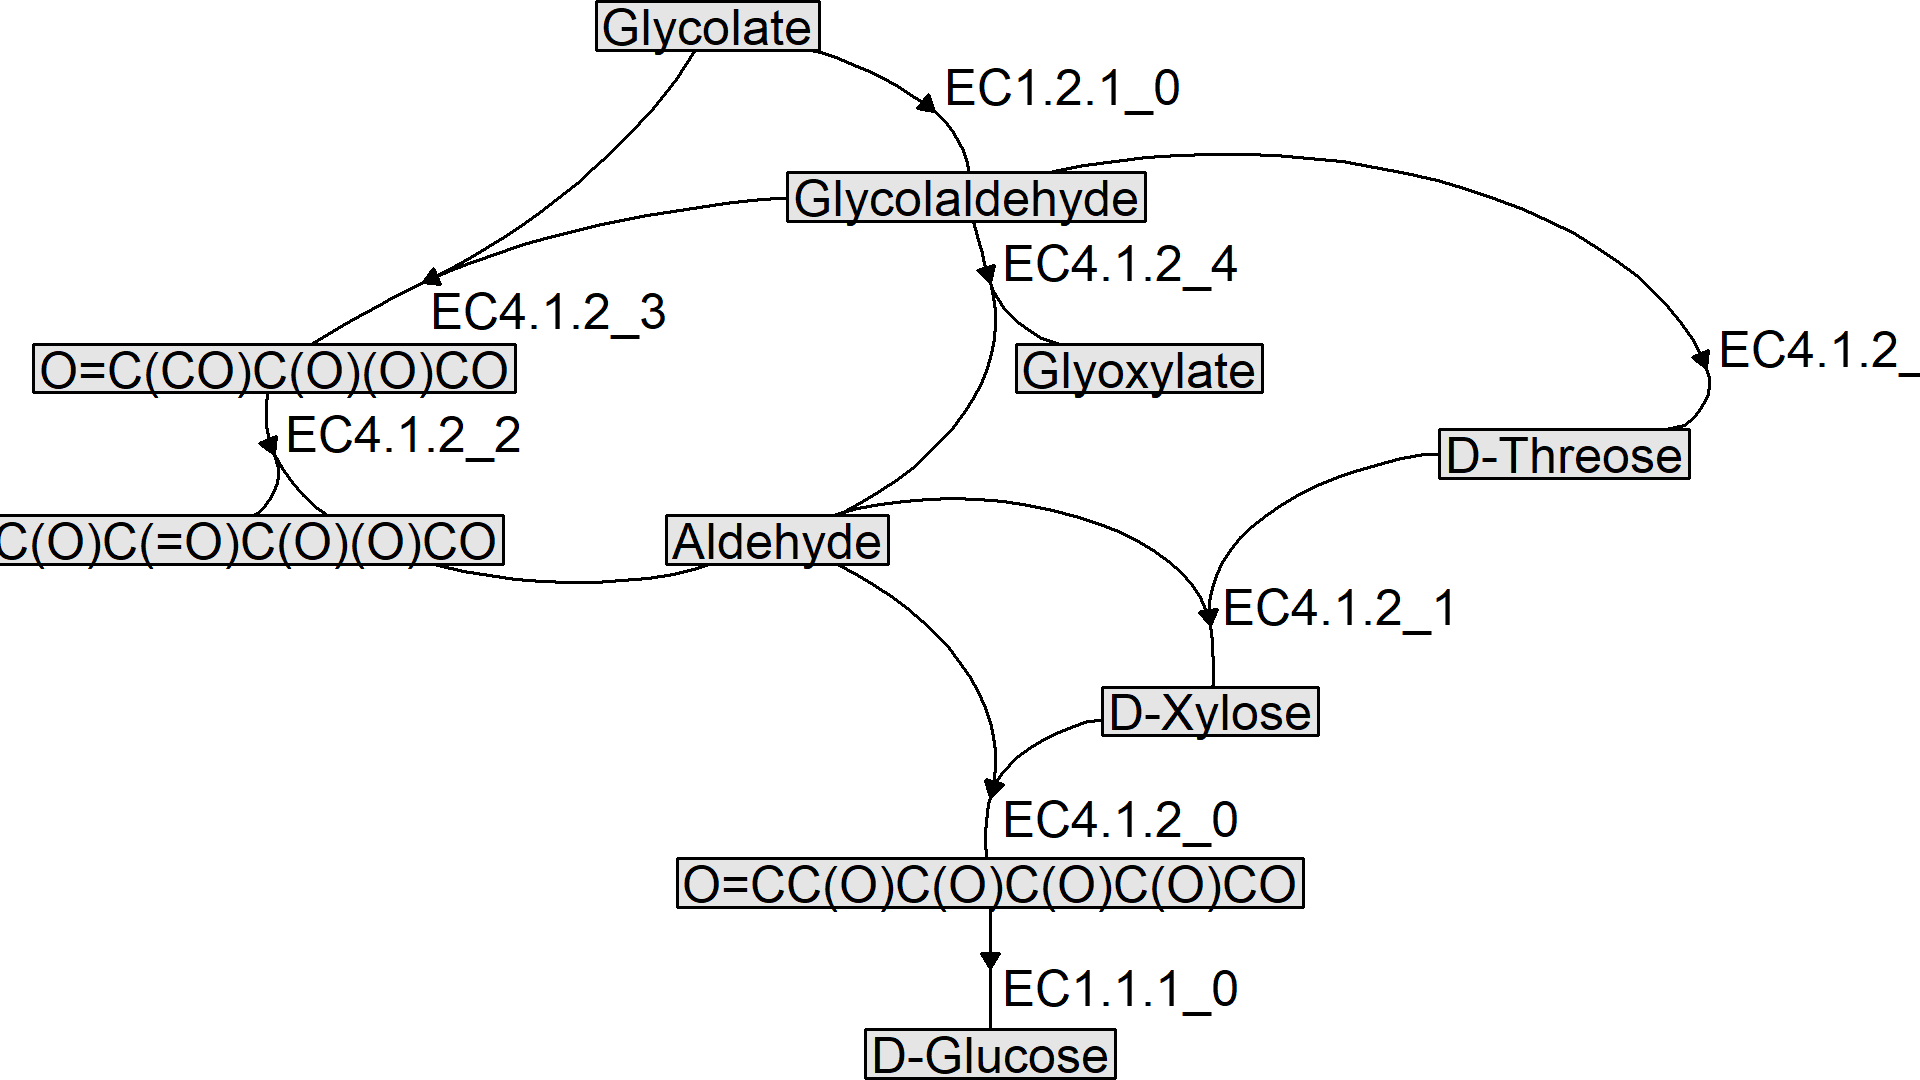 Glycolate
EC1.2.1_0
Glycolaldehyde
EC4.1.2_4
EC4.1.2_3
EC4.1.2_
O=C(CO)C(O)(O)CO
Glyoxylate
EC4.1.2_2
D-Threose
C(O)C(=O)C(O)(O)CO
Aldehyde
EC4.1.2_1
D-Xylose
EC4.1.2_0
O=CC(O)C(O)C(O)C(O)CO
EC1.1.1_0
D-Glucose